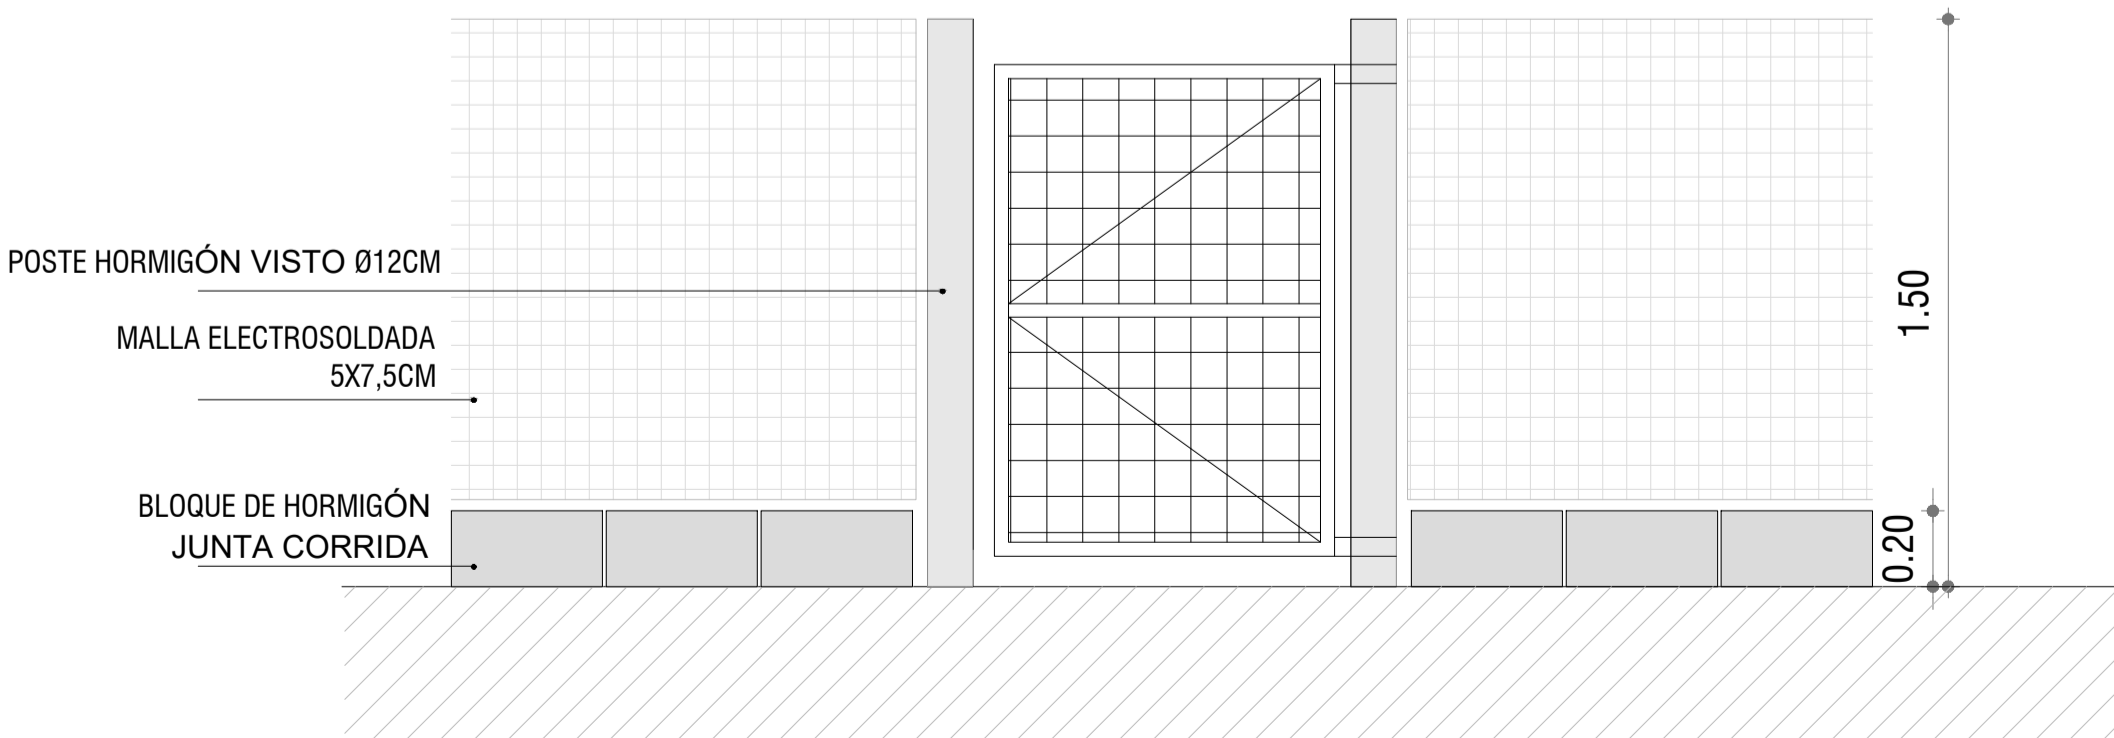 POSTE HORMIGÓN VISTO Ø12CM
MALLA ELECTROSOLDADA
5X7,5CM
BLOQUE DE HORMIGÓN
JUNTA CORRIDA
1.50
0.20